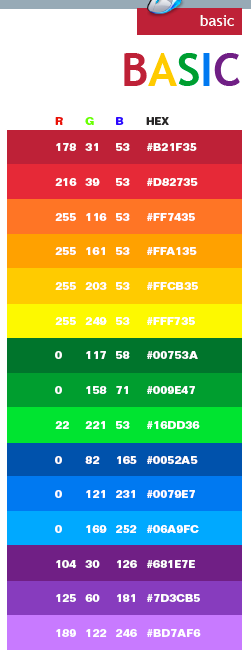 basic
BASIC
R G B HEX
178 31 53 #B21F35
216 39 53 #D82735
255 116 53 #FF7435
255 161 53 #FFA135
255 203 53 #FFCB35
255 249 53 #FFF735
0 117 58 #00753A
0 158 71 #009E47
22 221 53 #16DD36
0 82 165 #0052A5
0 121 231 #0079E7
0 169 252 #06A9FC
104 30 126 #681E7E
125 60 181 #7D3CB5
189 122 246 #BD7AF6